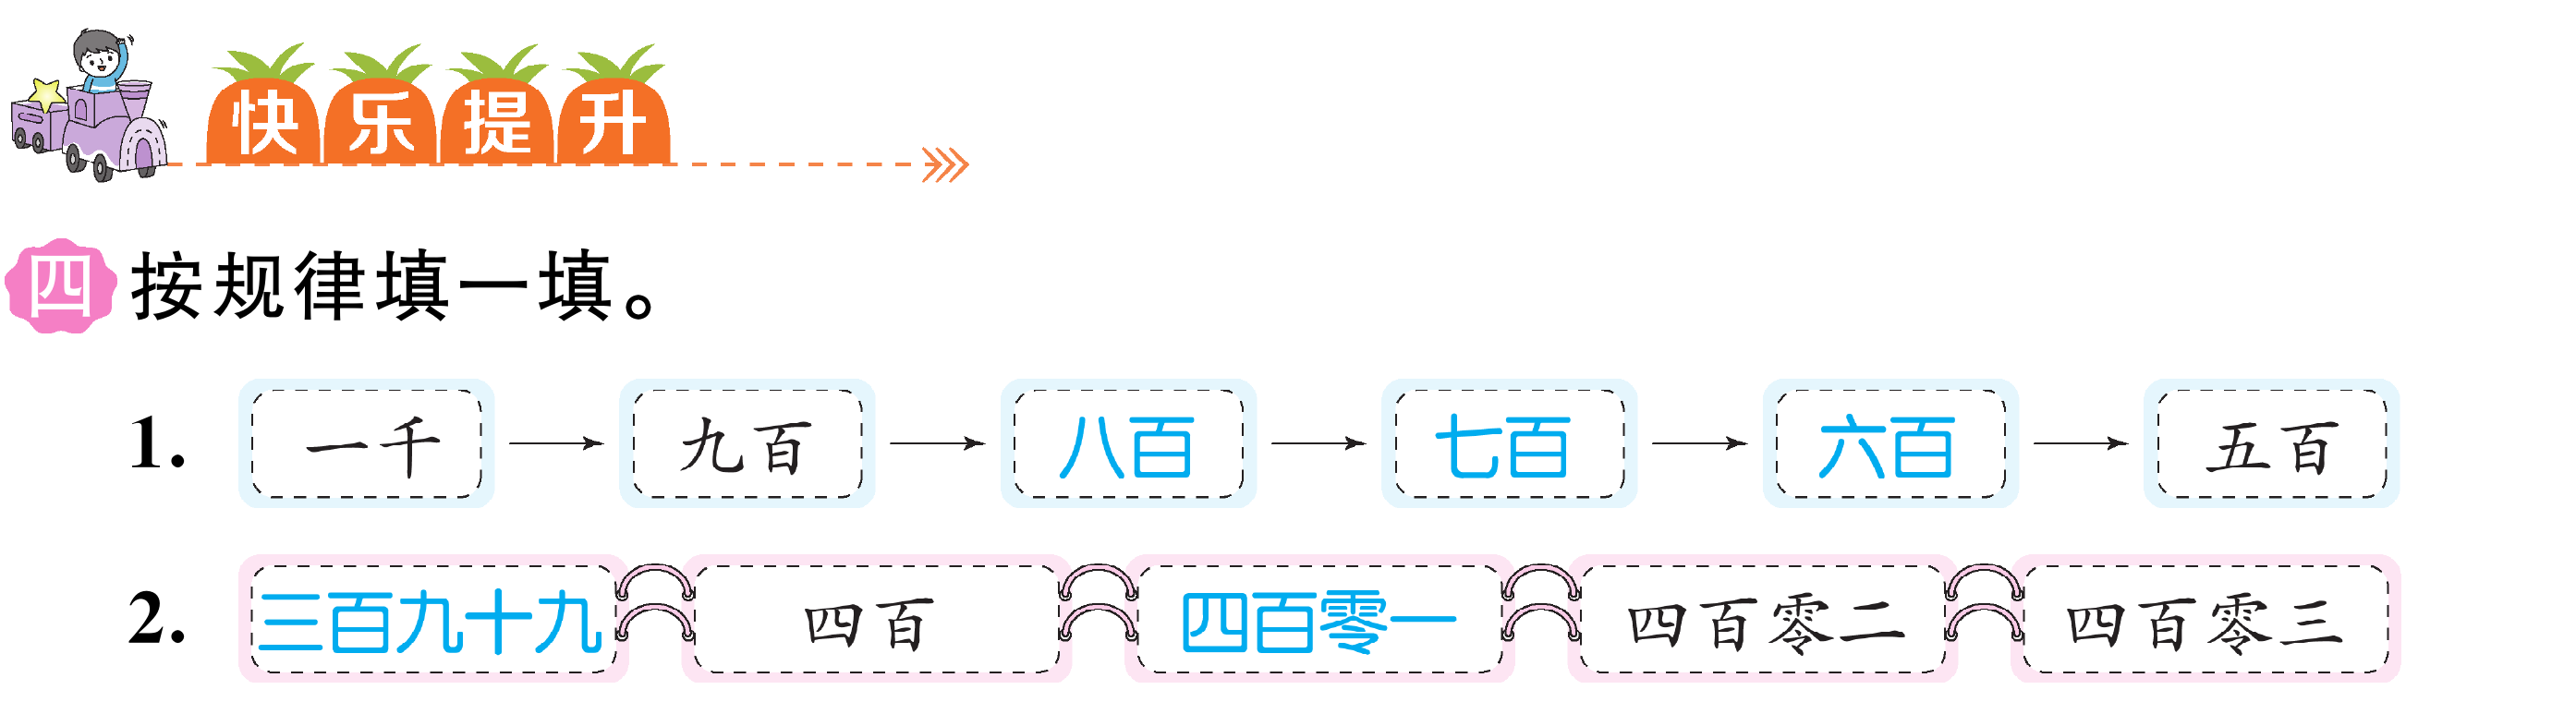 快乐提升
四 按规律填一填。
1. 一千 九百 八百 七百 六百 五百
2. 三百九十九 四百 四百零一 四百零二 四百零三